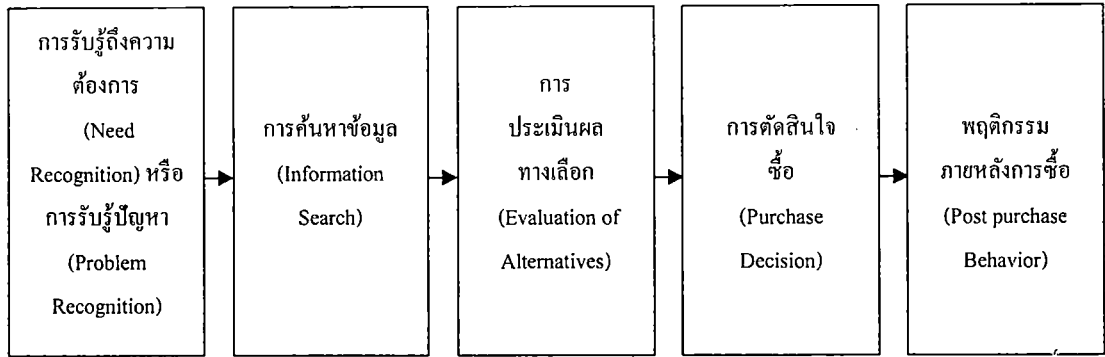 การรับรู้ถึงความ
ต้องการ
(Need
Recognition) หรือ
การรับรู้ปัญหา
(Problem
Recognition)
การค้นหาข้อมูล
(Information
Search)
การ
ประเมินผล
ทางเลือก
(Evaluation of
Alternatives)
การตัดสินใจ
ซื้อ
(Purchase
Decision)
พฤติกรรม
ภายหลังการซื้อ
(Post purchase
Behavior)